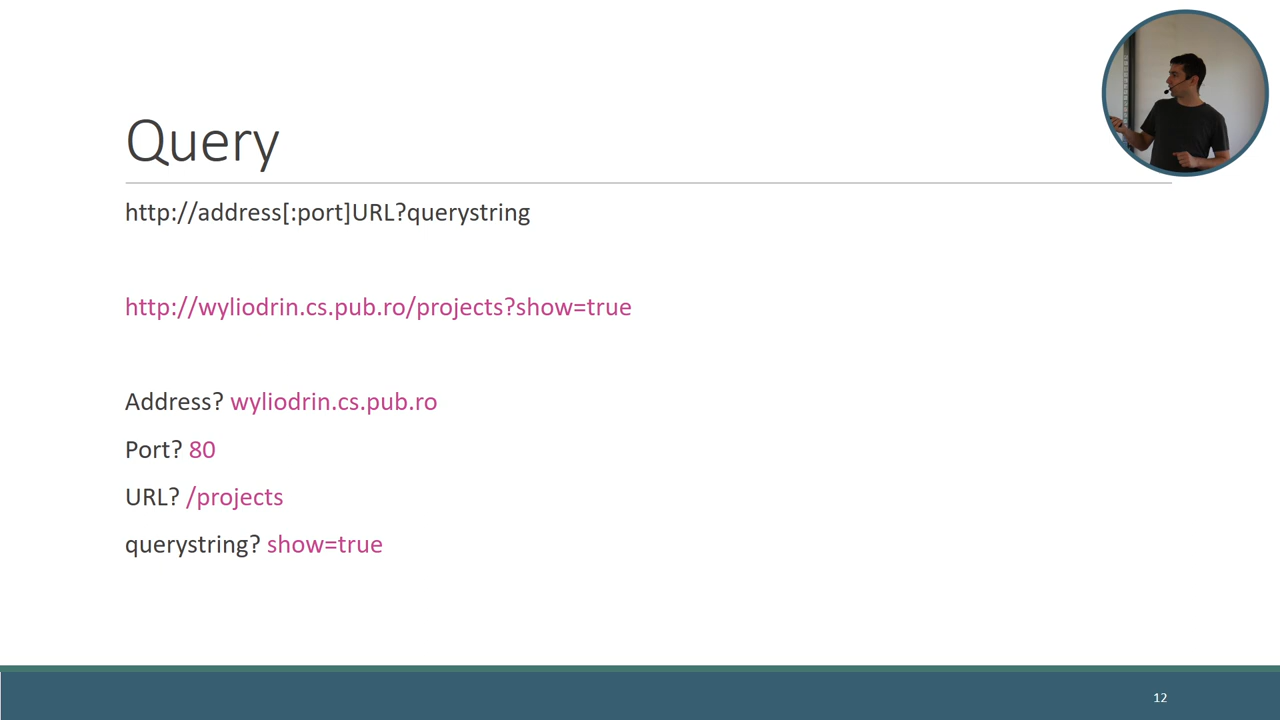 Query
http://address[:port]URL?querystring
http://wyliodrin.cs.pub.ro/projects?show=true
Address? wyliodrin.cs.pub.ro
Port? 80
URL? /projects
querystring? show=true
12